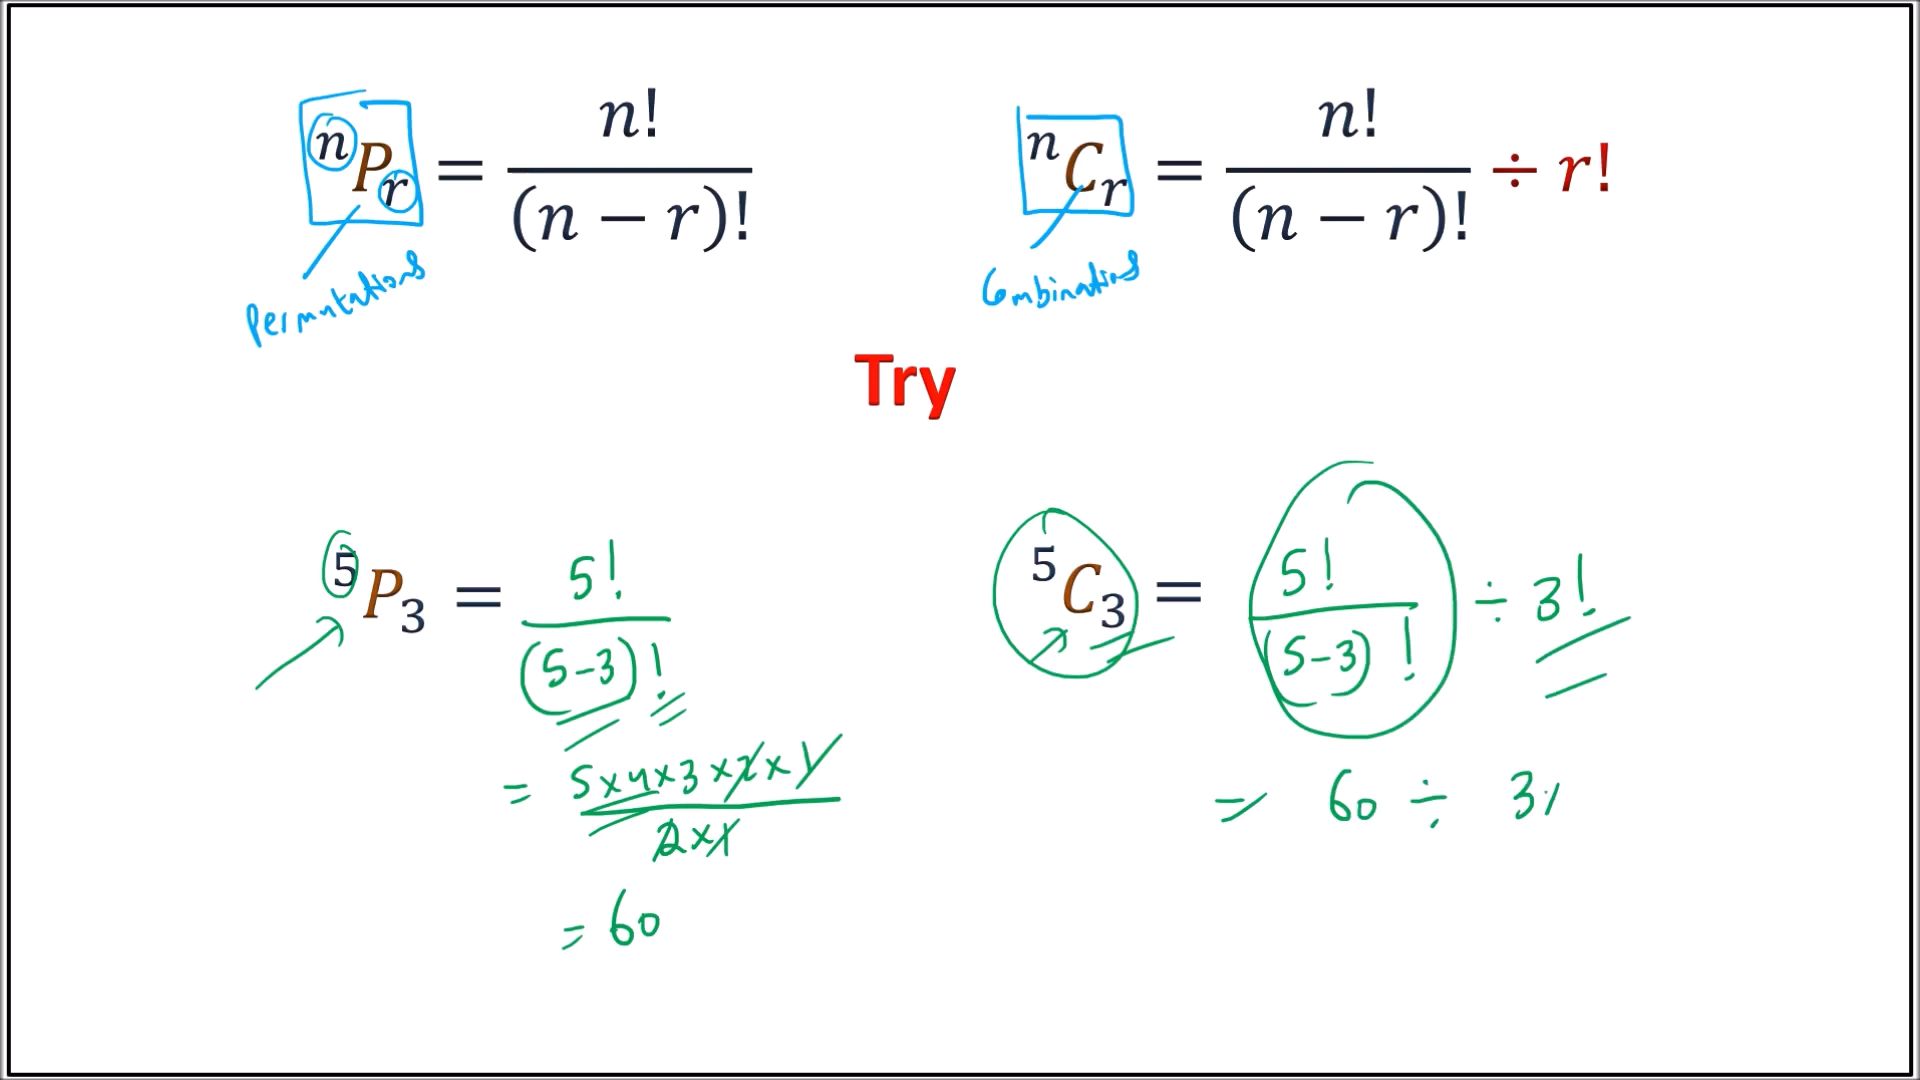 ⁿPᵣ = n! / (n − r)!
ⁿCᵣ = n! / (n − r)! ÷ r!
Permutations
Combinations
Try
⁵P₃ = 5! / (5-3)!
= 5×4×3×2×1 / 2×1
= 60
⁵C₃ = 5! / (5-3)! ÷ 3!
= 60 ÷ 3